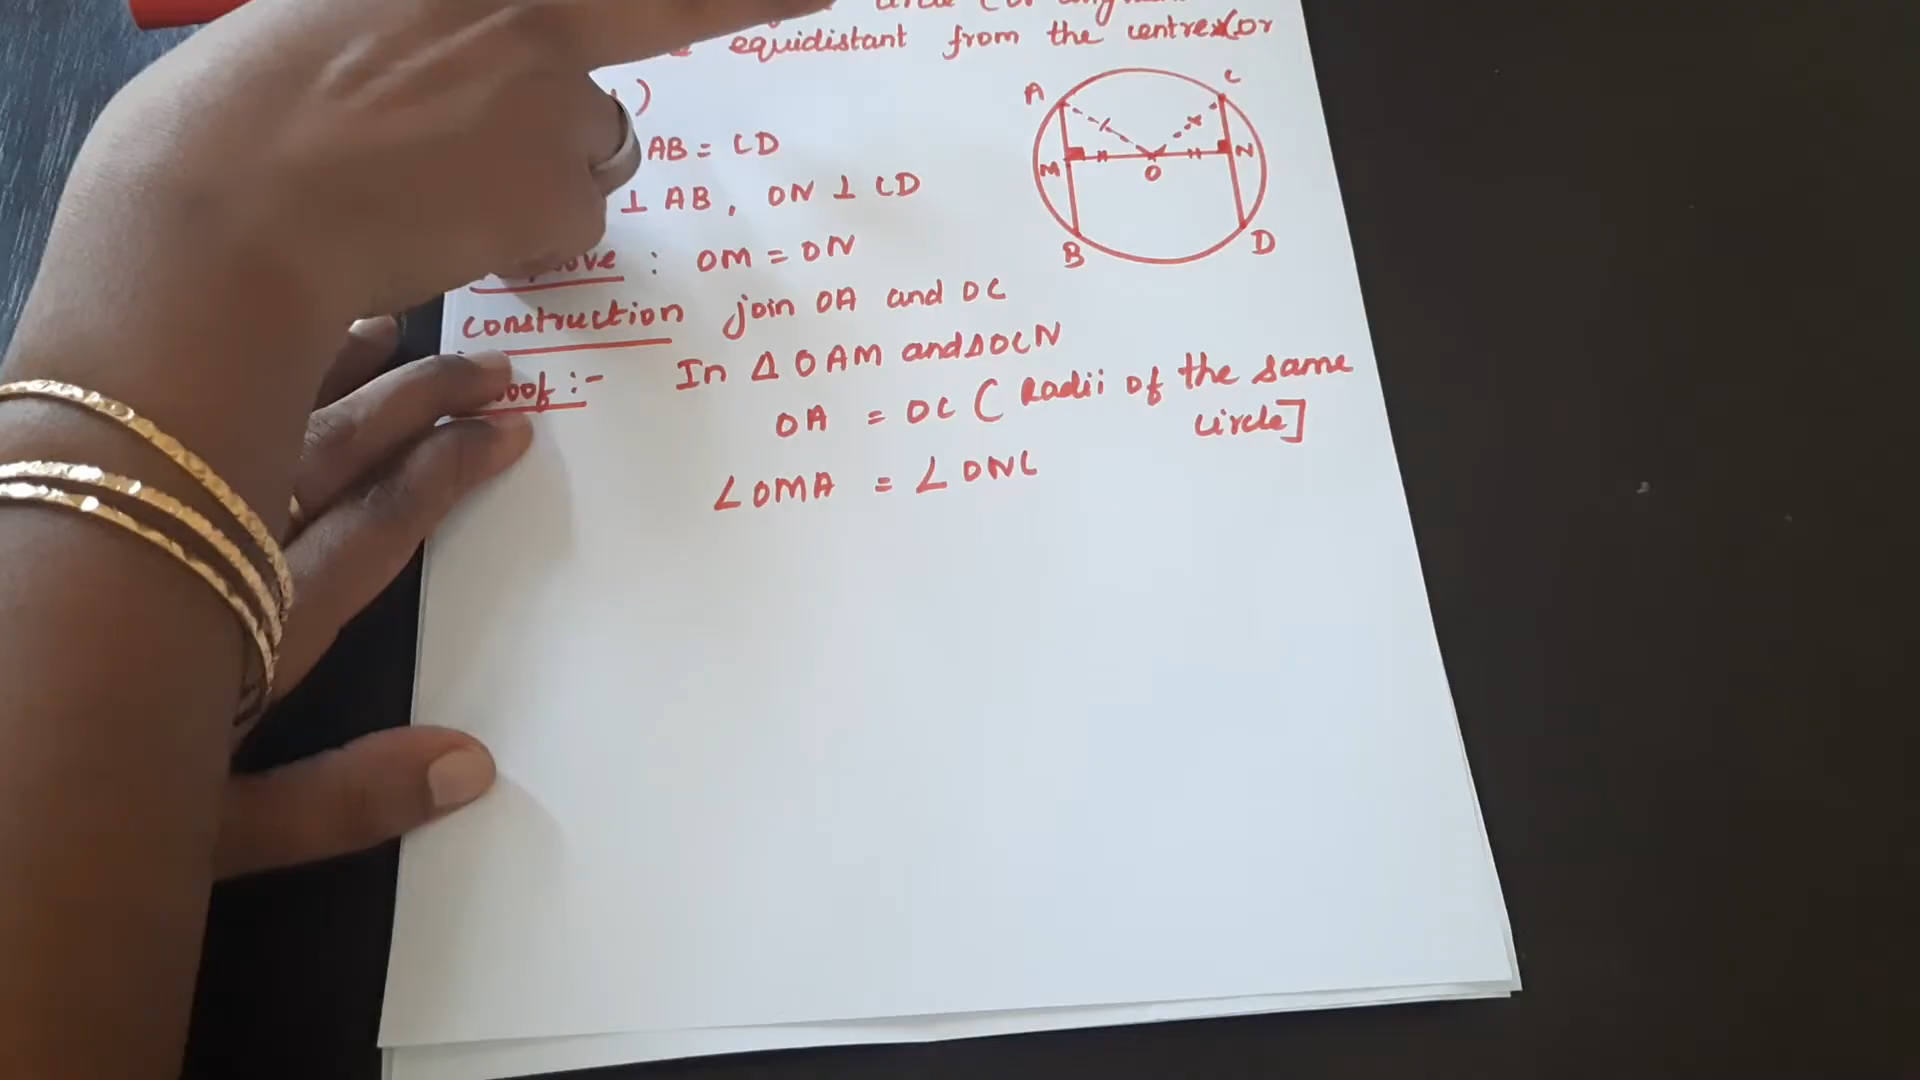 equidistant from the centre (or
)
AB = CD
⊥ AB, ON ⊥ CD
: OM = ON
construction join OA and OC
In Δ OAM and Δ OCN
:-
OA = OC ( Radii of the same
circle]
∠OMA = ∠ONC
A
C
M
O
N
B
D